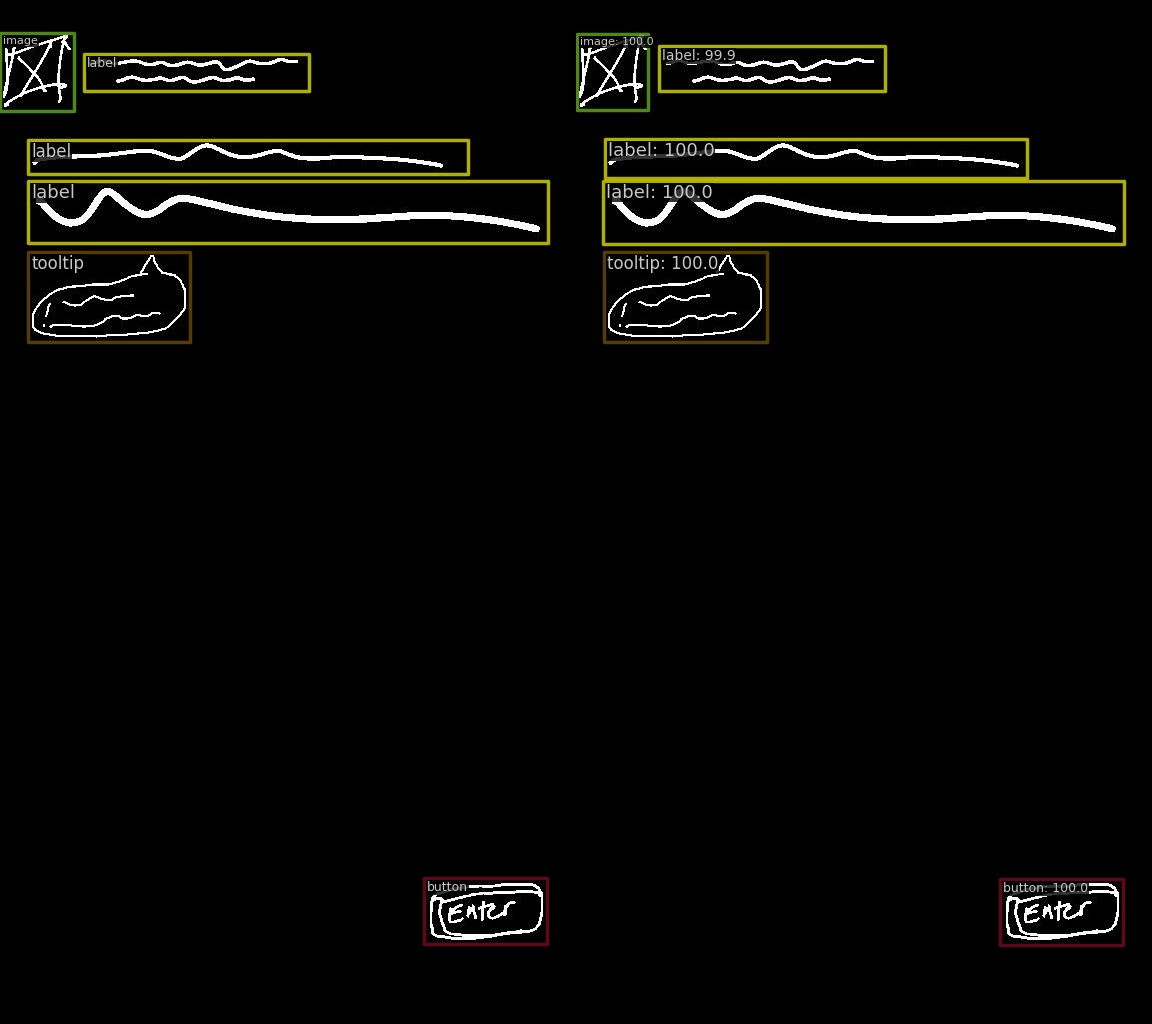 image
image: 100.0
label
label: 99.9
label
label: 100.0
label
label: 100.0
tooltip
tooltip: 100.0
button
button: 100.0
Enter
Enter